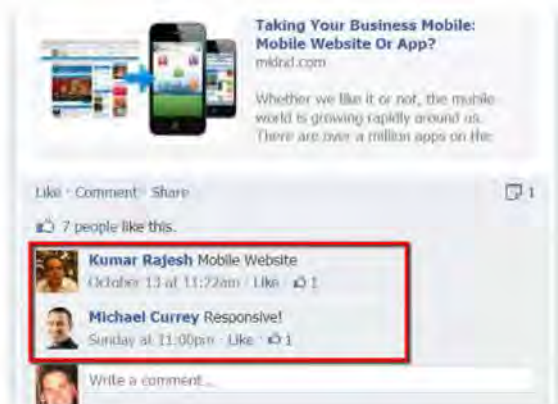 Taking Your Business Mobile:
Mobile Website Or App?
mklnd.com
Whether we like it or not, the mobile
world is growing rapidly around us.
There are over a million apps on the
Like · Comment · Share
1
7 people like this.
Kumar Rajesh Mobile Website
October 13 at 11:22am · Like · 1
Michael Currey Responsive!
Sunday at 11:00pm · Like · 1
Write a comment...